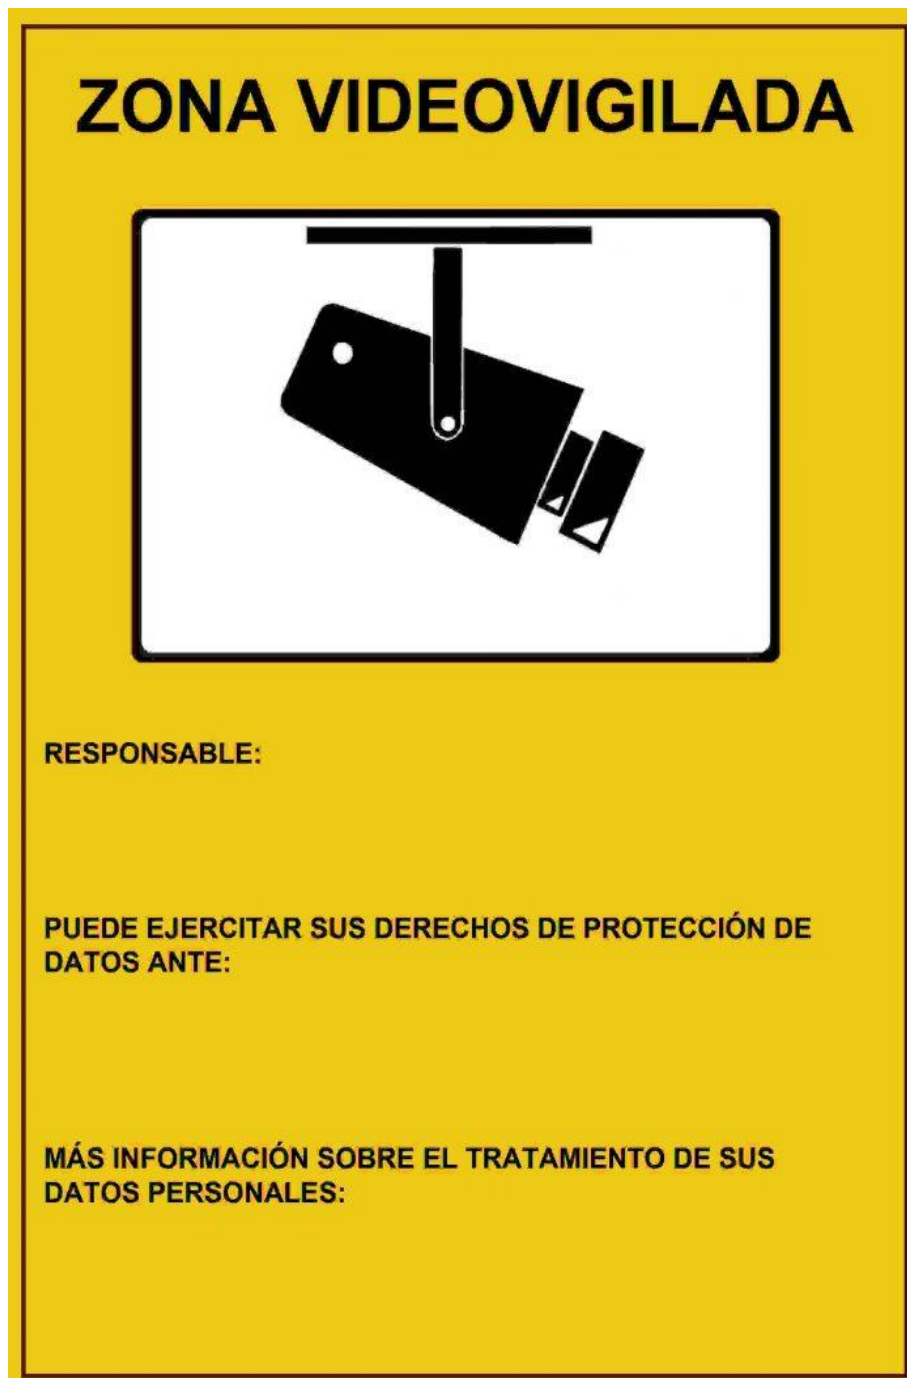 ZONA VIDEOVIGILADA
RESPONSABLE:
PUEDE EJERCITAR SUS DERECHOS DE PROTECCIÓN DE
DATOS ANTE:
MÁS INFORMACIÓN SOBRE EL TRATAMIENTO DE SUS
DATOS PERSONALES: